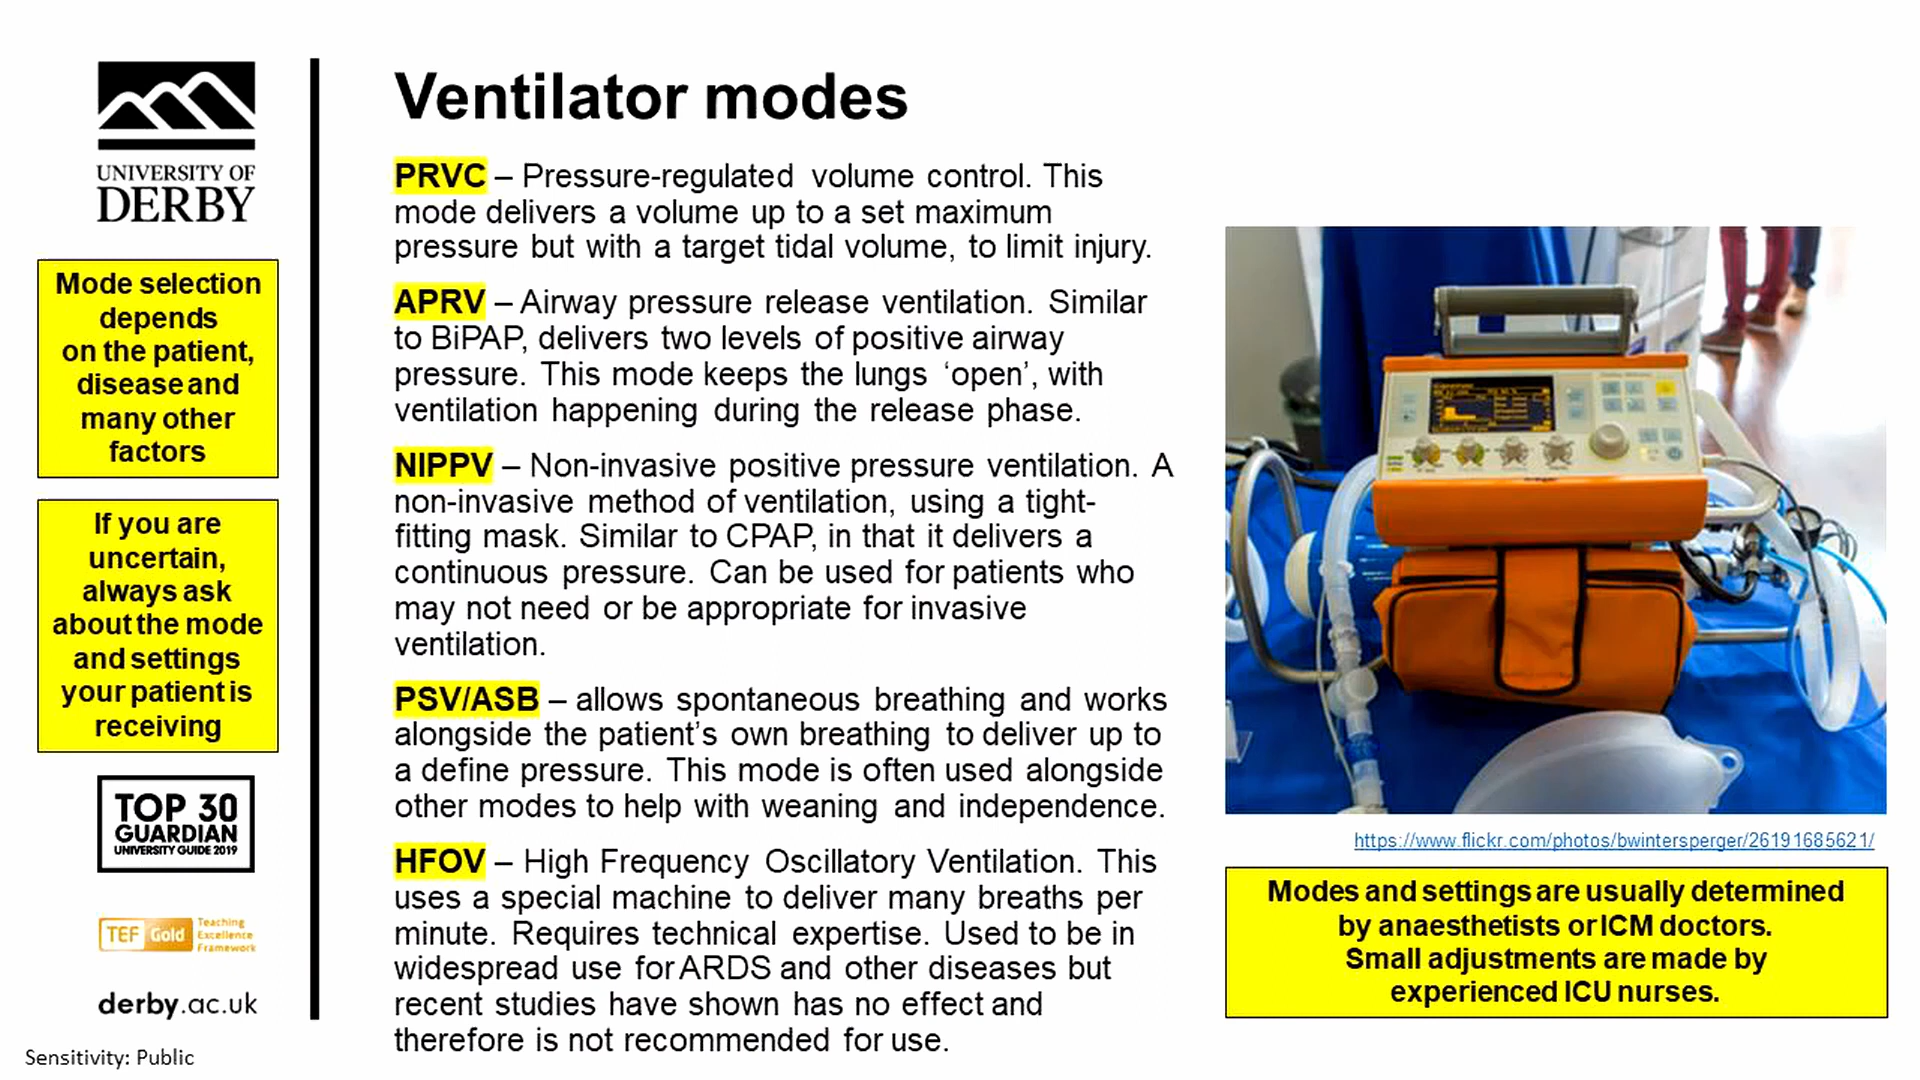 UNIVERSITY OF
DERBY
Mode selection
depends
on the patient,
disease and
many other
factors
If you are
uncertain,
always ask
about the mode
and settings
your patient is
receiving
TOP 30
GUARDIAN
UNIVERSITY GUIDE 2019
TEF Gold
Teaching
Excellence
Framework
derby.ac.uk
Sensitivity: Public
Ventilator modes
PRVC – Pressure-regulated volume control. This
mode delivers a volume up to a set maximum
pressure but with a target tidal volume, to limit injury.
APRV – Airway pressure release ventilation. Similar
to BiPAP, delivers two levels of positive airway
pressure. This mode keeps the lungs ‘open’, with
ventilation happening during the release phase.
NIPPV – Non-invasive positive pressure ventilation. A
non-invasive method of ventilation, using a tight-
fitting mask. Similar to CPAP, in that it delivers a
continuous pressure. Can be used for patients who
may not need or be appropriate for invasive
ventilation.
PSV/ASB – allows spontaneous breathing and works
alongside the patient’s own breathing to deliver up to
a define pressure. This mode is often used alongside
other modes to help with weaning and independence.
HFOV – High Frequency Oscillatory Ventilation. This
uses a special machine to deliver many breaths per
minute. Requires technical expertise. Used to be in
widespread use for ARDS and other diseases but
recent studies have shown has no effect and
therefore is not recommended for use.
https://www.flickr.com/photos/bwintersperger/26191685621/
Modes and settings are usually determined
by anaesthetists or ICM doctors.
Small adjustments are made by
experienced ICU nurses.